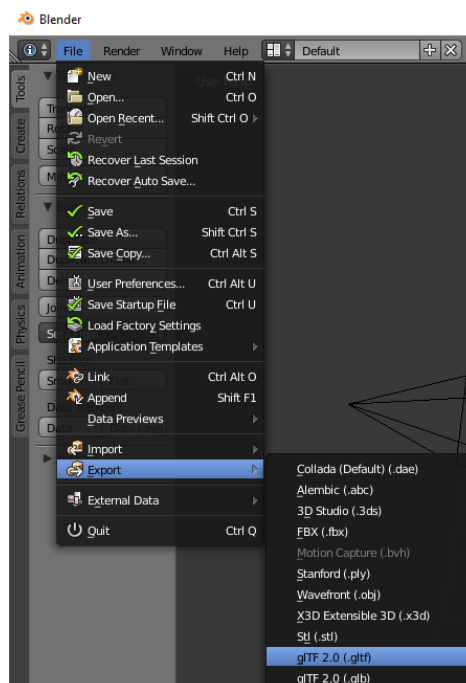 Blender
File Render Window Help Default
New Ctrl N
Open... Ctrl O
Open Recent... Shift Ctrl O
Revert
Recover Last Session
Recover Auto Save...
Save Ctrl S
Save As... Shift Ctrl S
Save Copy... Ctrl Alt S
User Preferences... Ctrl Alt U
Save Startup File Ctrl U
Load Factory Settings
Application Templates
Link Ctrl Alt O
Append Shift F1
Data Previews
Import
Export
External Data
Quit Ctrl Q
Collada (Default) (.dae)
Alembic (.abc)
3D Studio (.3ds)
FBX (.fbx)
Motion Capture (.bvh)
Stanford (.ply)
Wavefront (.obj)
X3D Extensible 3D (.x3d)
Stl (.stl)
glTF 2.0 (.gltf)
glTF 2.0 (.glb)
Tools
Create
Relations
Animation
Physics
Grease Pencil